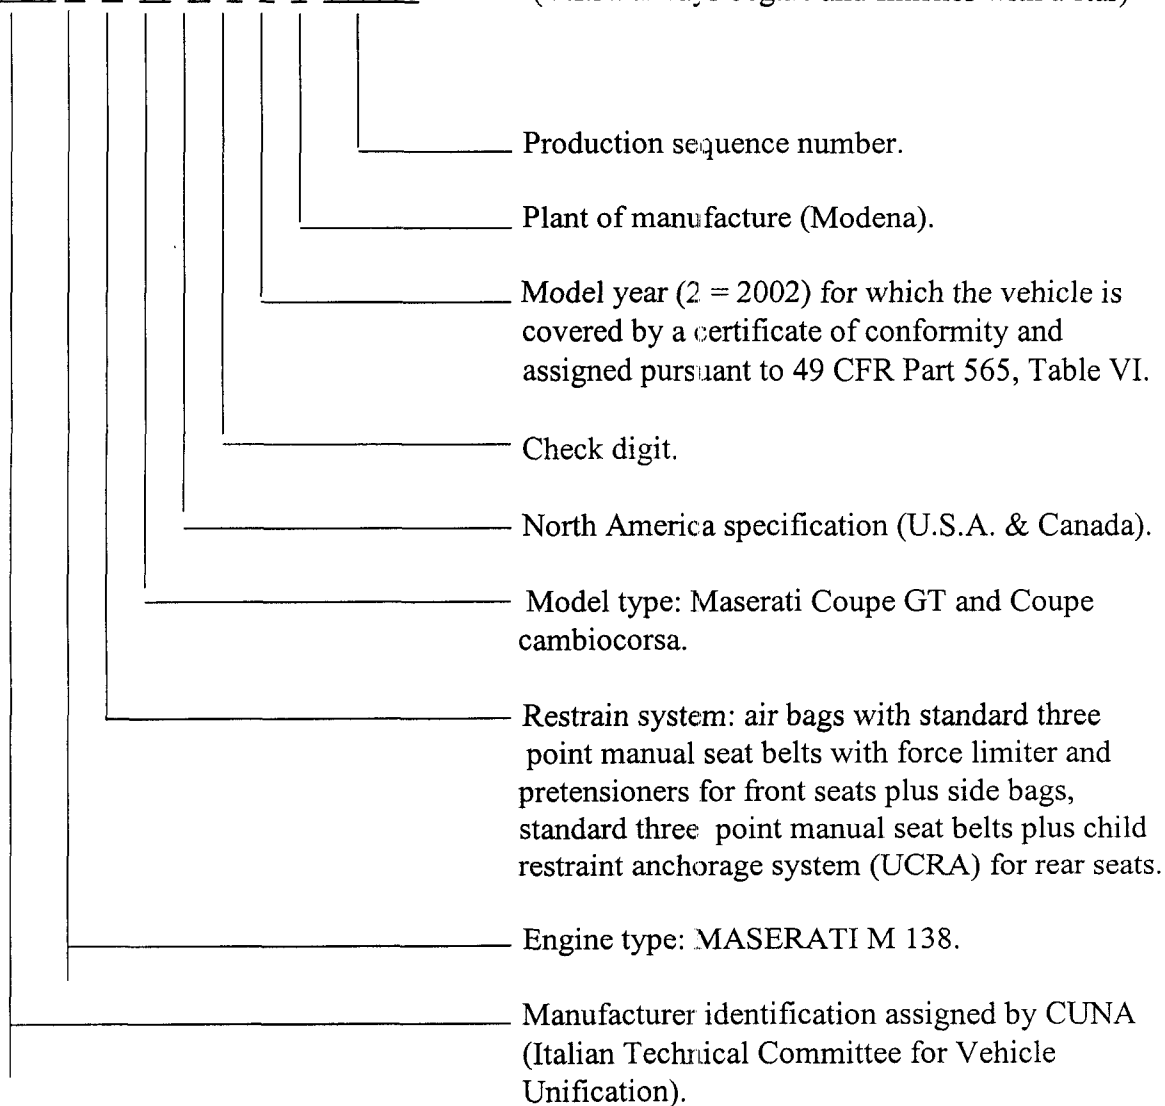 Production sequence number.
Plant of manufacture (Modena).
Model year (2 = 2002) for which the vehicle is
covered by a certificate of conformity and
assigned pursuant to 49 CFR Part 565, Table VI.
Check digit.
North America specification (U.S.A. & Canada).
Model type: Maserati Coupe GT and Coupe
cambiocorsa.
Restrain system: air bags with standard three
point manual seat belts with force limiter and
pretensioners for front seats plus side bags,
standard three point manual seat belts plus child
restraint anchorage system (UCRA) for rear seats.
Engine type: MASERATI M 138.
Manufacturer identification assigned by CUNA
(Italian Technical Committee for Vehicle
Unification).